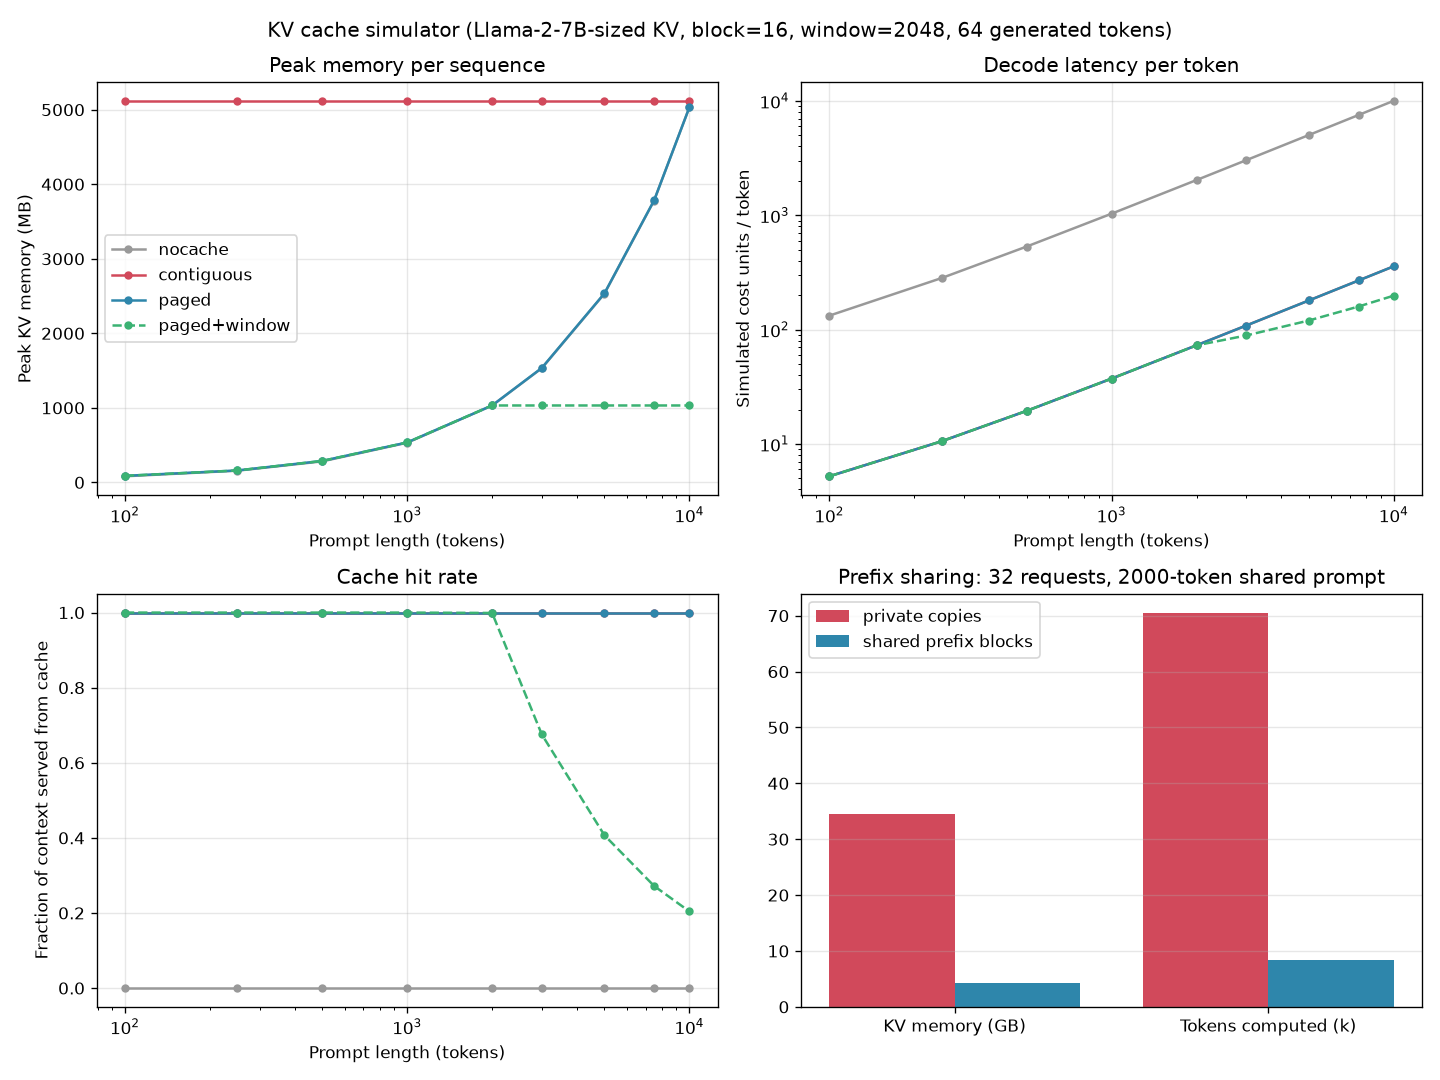 KV cache simulator (Llama-2-7B-sized KV, block=16, window=2048, 64 generated tokens)
Peak memory per sequence
Peak KV memory (MB)
5000
4000
3000
2000
1000
0
nocache
contiguous
paged
paged+window
10²
10³
10⁴
Prompt length (tokens)
Decode latency per token
Simulated cost units / token
10⁴
10³
10²
10¹
10²
10³
10⁴
Prompt length (tokens)
Cache hit rate
Fraction of context served from cache
1.0
0.8
0.6
0.4
0.2
0.0
10²
10³
10⁴
Prompt length (tokens)
Prefix sharing: 32 requests, 2000-token shared prompt
70
60
50
40
30
20
10
0
private copies
shared prefix blocks
KV memory (GB)
Tokens computed (k)